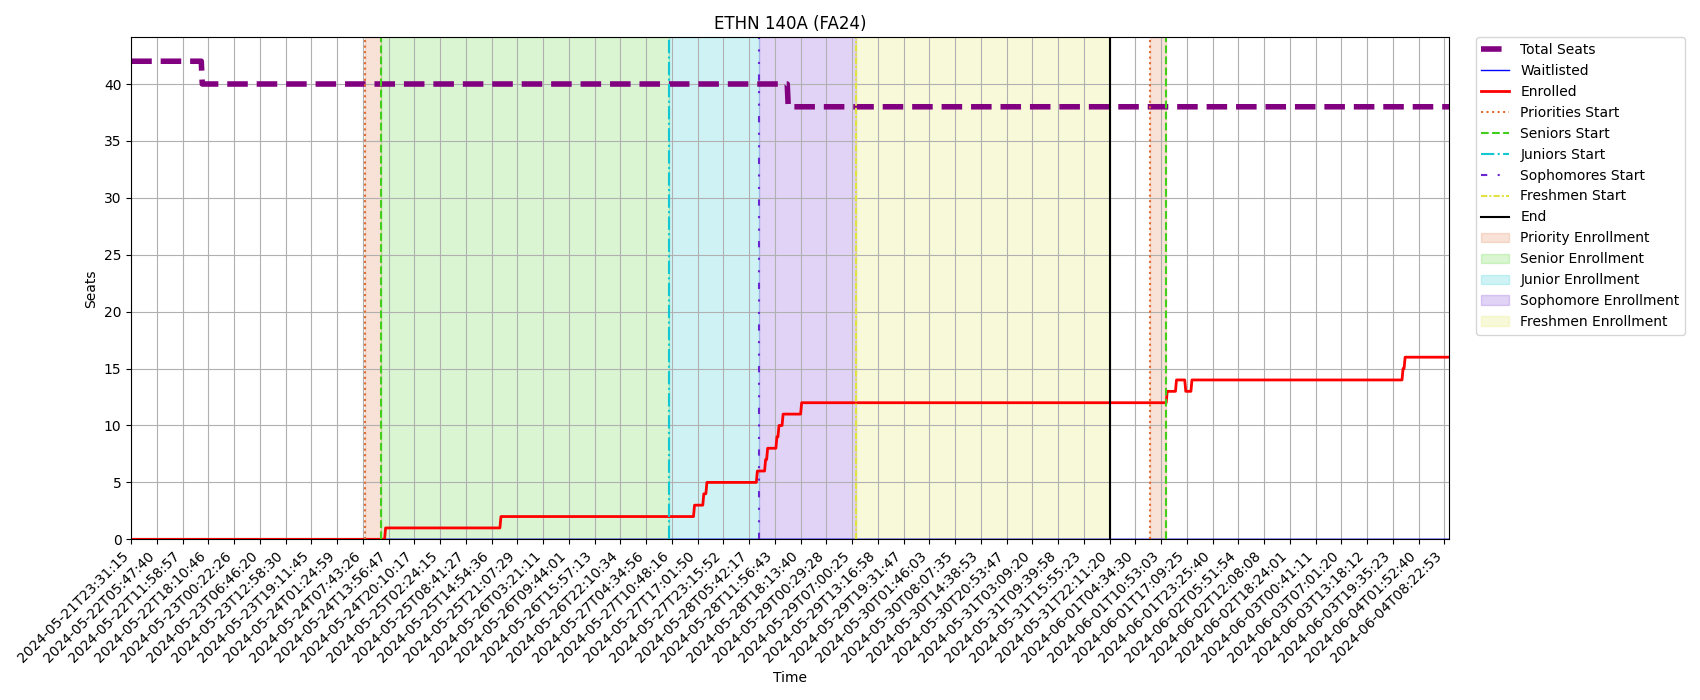 ETHN 140A (FA24)
Seats
40
35
30
25
20
15
10
5
0
2024-05-21T23:31:15
2024-05-22T05:47:40
2024-05-22T11:58:57
2024-05-22T18:10:46
2024-05-23T00:22:26
2024-05-23T06:46:20
2024-05-23T12:58:30
2024-05-23T19:11:45
2024-05-24T01:24:59
2024-05-24T07:43:26
2024-05-24T13:56:47
2024-05-24T20:10:17
2024-05-25T02:24:15
2024-05-25T08:41:27
2024-05-25T14:54:36
2024-05-25T21:07:29
2024-05-26T03:21:11
2024-05-26T09:44:01
2024-05-26T15:57:13
2024-05-26T22:10:34
2024-05-27T04:34:56
2024-05-27T10:48:16
2024-05-27T17:01:50
2024-05-27T23:15:52
2024-05-28T05:42:17
2024-05-28T11:56:43
2024-05-28T18:13:40
2024-05-29T00:29:28
2024-05-29T07:00:25
2024-05-29T13:16:58
2024-05-29T19:31:47
2024-05-30T01:46:03
2024-05-30T08:07:35
2024-05-30T14:38:53
2024-05-30T20:53:47
2024-05-31T03:09:20
2024-05-31T09:39:58
2024-05-31T15:55:23
2024-05-31T22:11:20
2024-06-01T04:34:30
2024-06-01T10:53:03
2024-06-01T17:09:25
2024-06-01T23:25:40
2024-06-02T05:51:54
2024-06-02T12:08:08
2024-06-02T18:24:01
2024-06-03T00:41:11
2024-06-03T07:01:20
2024-06-03T13:18:12
2024-06-03T19:35:23
2024-06-04T01:52:40
2024-06-04T08:22:53
Time
Total Seats
Waitlisted
Enrolled
Priorities Start
Seniors Start
Juniors Start
Sophomores Start
Freshmen Start
End
Priority Enrollment
Senior Enrollment
Junior Enrollment
Sophomore Enrollment
Freshmen Enrollment